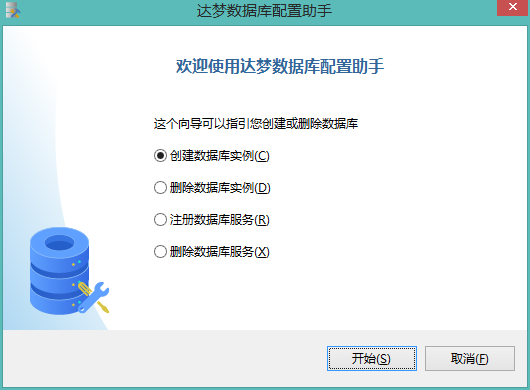 达梦数据库配置助手
欢迎使用达梦数据库配置助手
这个向导可以指引您创建或删除数据库
创建数据库实例(C)
删除数据库实例(D)
注册数据库服务(R)
删除数据库服务(X)
开始(S) 取消(F)